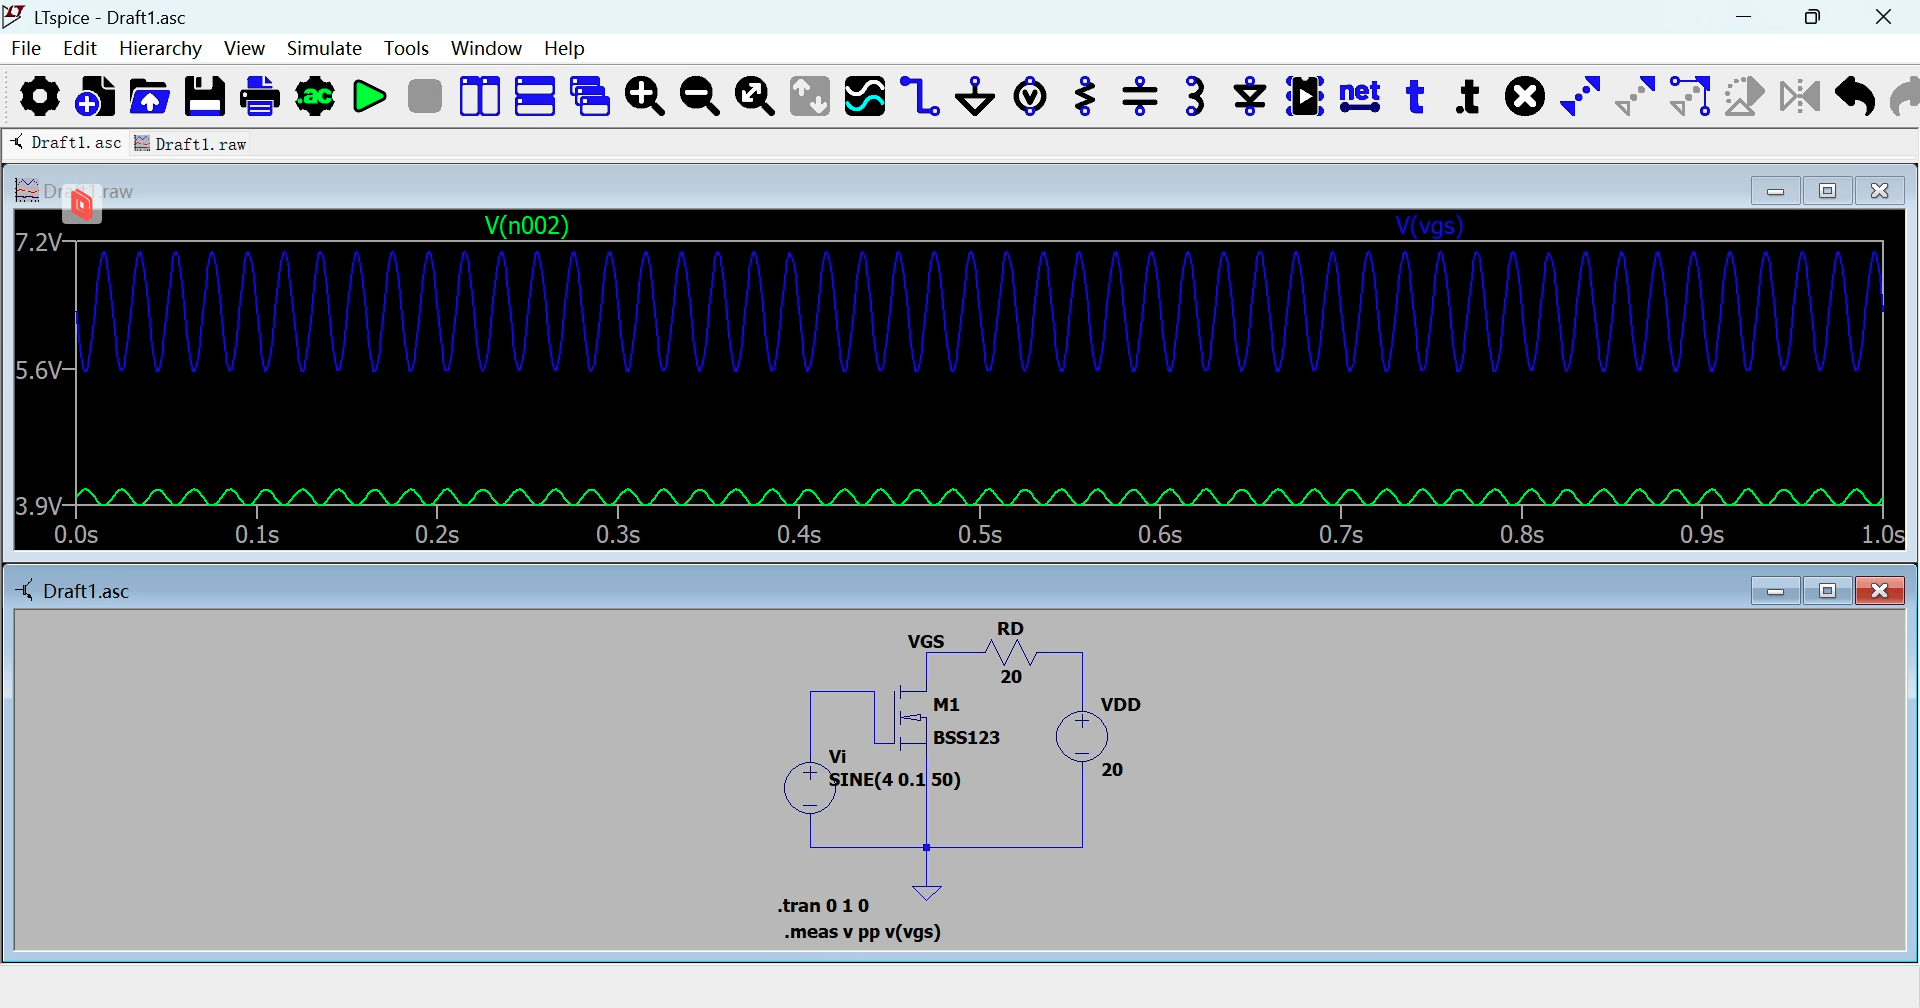 LTspice - Draft1.asc
File Edit Hierarchy View Simulate Tools Window Help
.ac net t .t
Draft1.asc Draft1.raw
raw
V(n002) V(vgs)
7.2V
5.6V
3.9V
0.0s 0.1s 0.2s 0.3s 0.4s 0.5s 0.6s 0.7s 0.8s 0.9s 1.0s
Draft1.asc
RD
VGS
20
M1 VDD
BSS123
Vi
20
SINE(4 0.1 50)
.tran 0 1 0
.meas v pp v(vgs)